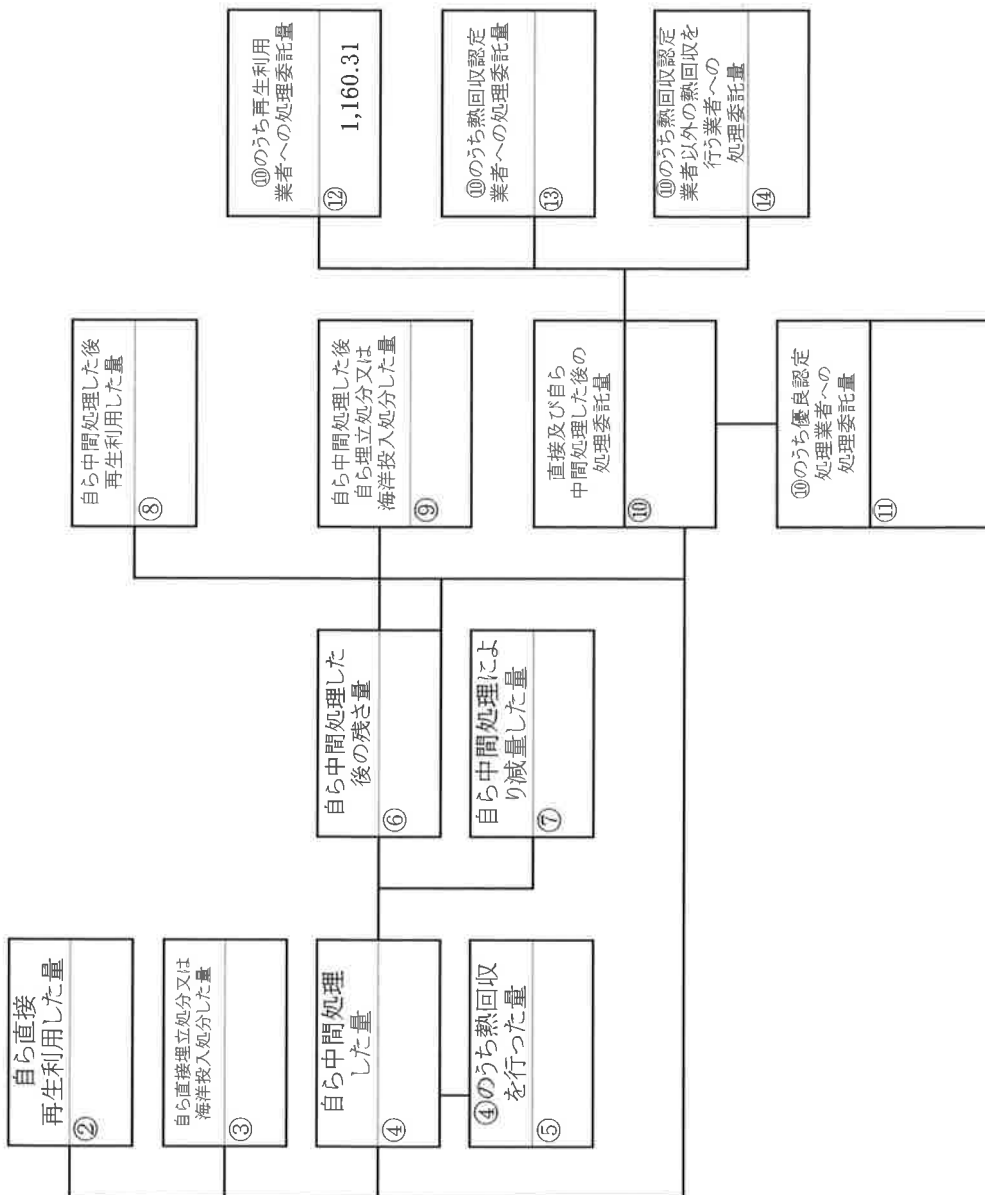 自ら直接
再生利用した量
②
自ら直接埋立処分又は
海洋投入処分した量
③
自ら中間処理
した量
④
④のうち熱回収
を行った量
⑤
自ら中間処理した
後の残さ量
⑥
自ら中間処理によ
り減量した量
⑦
自ら中間処理した後
再生利用した量
⑧
自ら中間処理した後
自ら埋立処分又は
海洋投入処分した量
⑨
直接及び自ら
中間処理した後の
処理委託量
⑩
⑩のうち優良認定
処理業者への
処理委託量
⑪
⑩のうち再生利用
業者への処理委託量
⑫
1,160.31
⑩のうち熱回収認定
業者への処理委託量
⑬
⑩のうち熱回収認定
業者以外の熱回収を
行う業者への
処理委託量
⑭